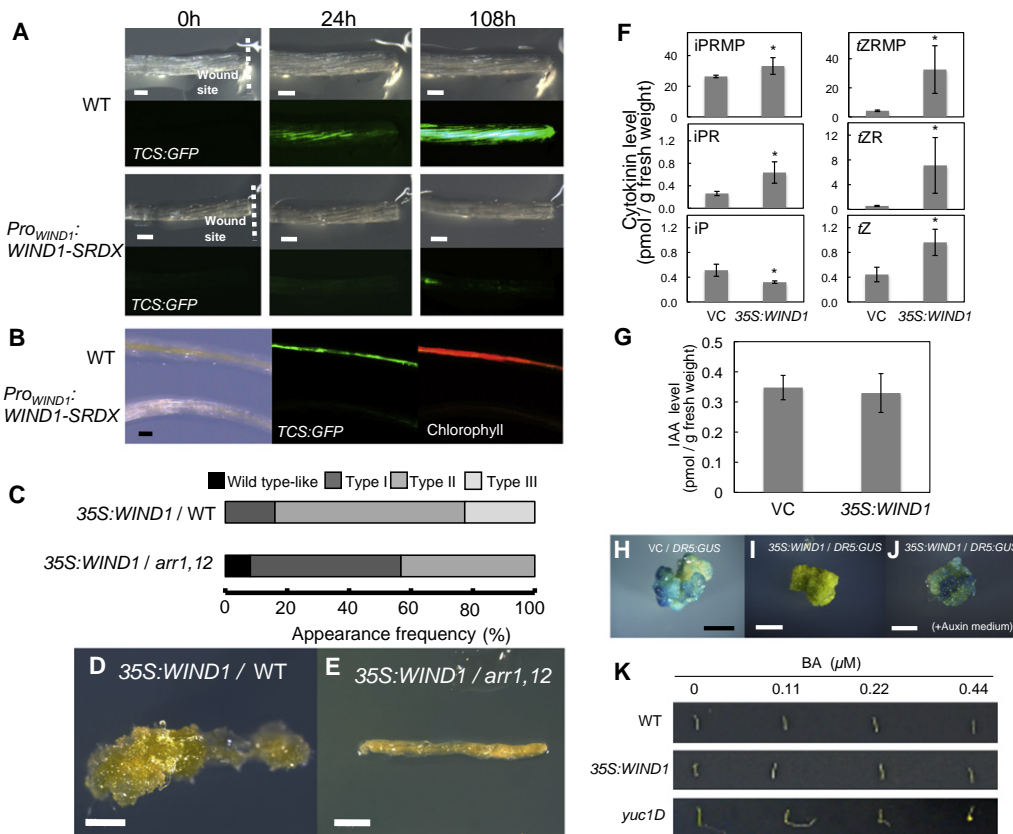 0h 24h 108h
A
WT
Wound
site
TCS:GFP
ProWIND1:
WIND1-SRDX
Wound
site
TCS:GFP
B
WT
ProWIND1:
WIND1-SRDX
TCS:GFP
Chlorophyll
C
Wild type-like Type I Type II Type III
35S:WIND1 / WT
35S:WIND1 / arr1,12
0 20 40 60 80 100
Appearance frequency (%)
D 35S:WIND1 / WT
E 35S:WIND1 / arr1,12
F
Cytokinin level
(pmol / g fresh weight)
iPRMP
*
40
20
0
tZRMP
*
40
20
0
iPR
*
1.2
0.8
0.4
0.0
tZR
*
12
8
4
0
iP
*
1.2
0.8
0.4
0.0
tZ
*
1.2
0.8
0.4
0.0
VC 35S:WIND1 VC 35S:WIND1
G
IAA level
(pmol / g fresh weight)
0.5
0.4
0.3
0.2
0.1
0
VC 35S:WIND1
H VC / DR5:GUS
I 35S:WIND1 / DR5:GUS
J 35S:WIND1 / DR5:GUS
(+Auxin medium)
K
BA (µM)
0 0.11 0.22 0.44
WT
35S:WIND1
yuc1D